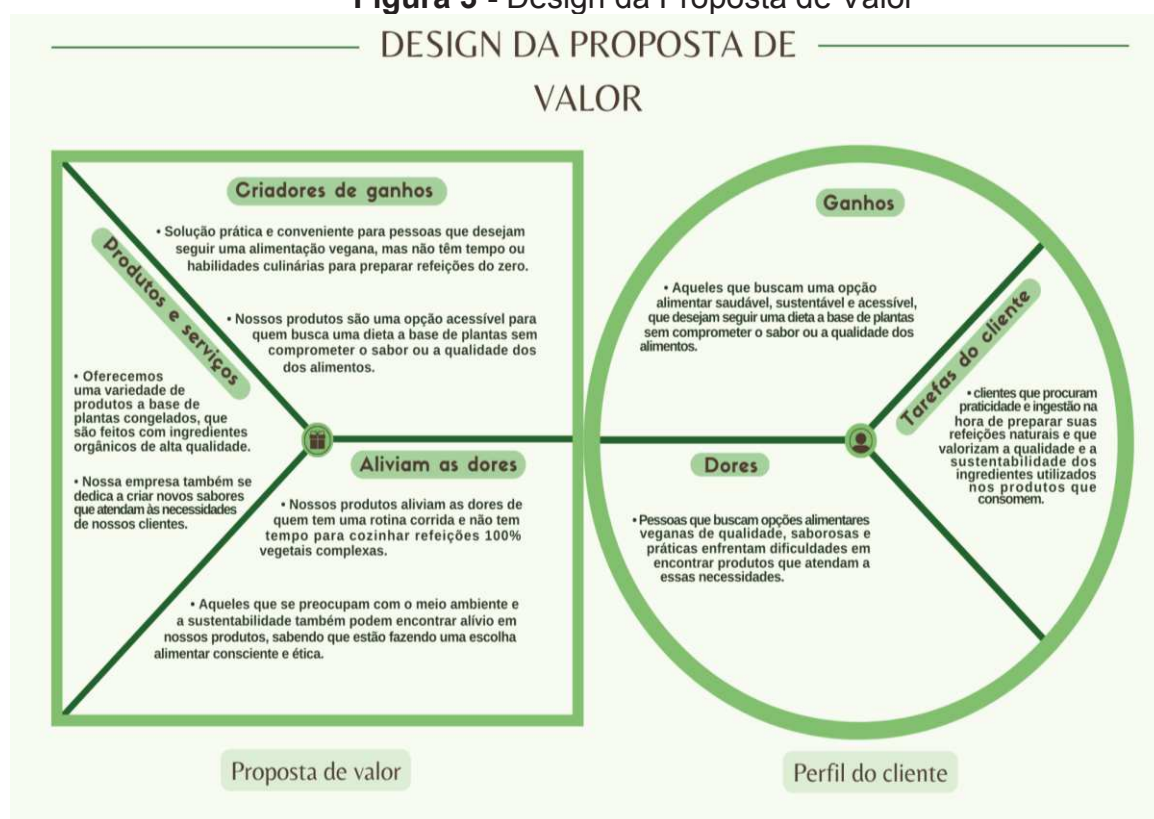 Figura 5 - Design da Proposta de Valor
DESIGN DA PROPOSTA DE
VALOR
Criadores de ganhos
• Solução prática e conveniente para pessoas que desejam
seguir uma alimentação vegana, mas não têm tempo ou
habilidades culinárias para preparar refeições do zero.
• Nossos produtos são uma opção acessível para
quem busca uma dieta a base de plantas sem
comprometer o sabor ou a qualidade dos
dos alimentos.
Produtos e serviços
• Oferecemos
uma variedade de
produtos a base de
plantas congelados, que
são feitos com ingredientes
orgânicos de alta qualidade.
• Nossa empresa também se
dedica a criar novos sabores
que atendam às necessidades
de nossos clientes.
Aliviam as dores
• Nossos produtos aliviam as dores de
quem tem uma rotina corrida e não tem
tempo para cozinhar refeições 100%
vegetais complexas.
• Aqueles que se preocupam com o meio ambiente e
a sustentabilidade também podem encontrar alívio em
nossos produtos, sabendo que estão fazendo uma escolha
alimentar consciente e ética.
Proposta de valor
Ganhos
• Aqueles que buscam uma opção
alimentar saudável, sustentável e acessível,
que desejam seguir uma dieta a base de plantas
sem comprometer o sabor ou a qualidade dos
alimentos.
Tarefas do cliente
• clientes que procuram
praticidade e ingestão na
hora de preparar suas
refeições naturais e que
valorizam a qualidade e a
sustentabilidade dos
ingredientes utilizados
nos produtos que
consomem.
Dores
• Pessoas que buscam opções alimentares
veganas de qualidade, saborosas e
práticas enfrentam dificuldades em
encontrar produtos que atendam a
essas necessidades.
Perfil do cliente